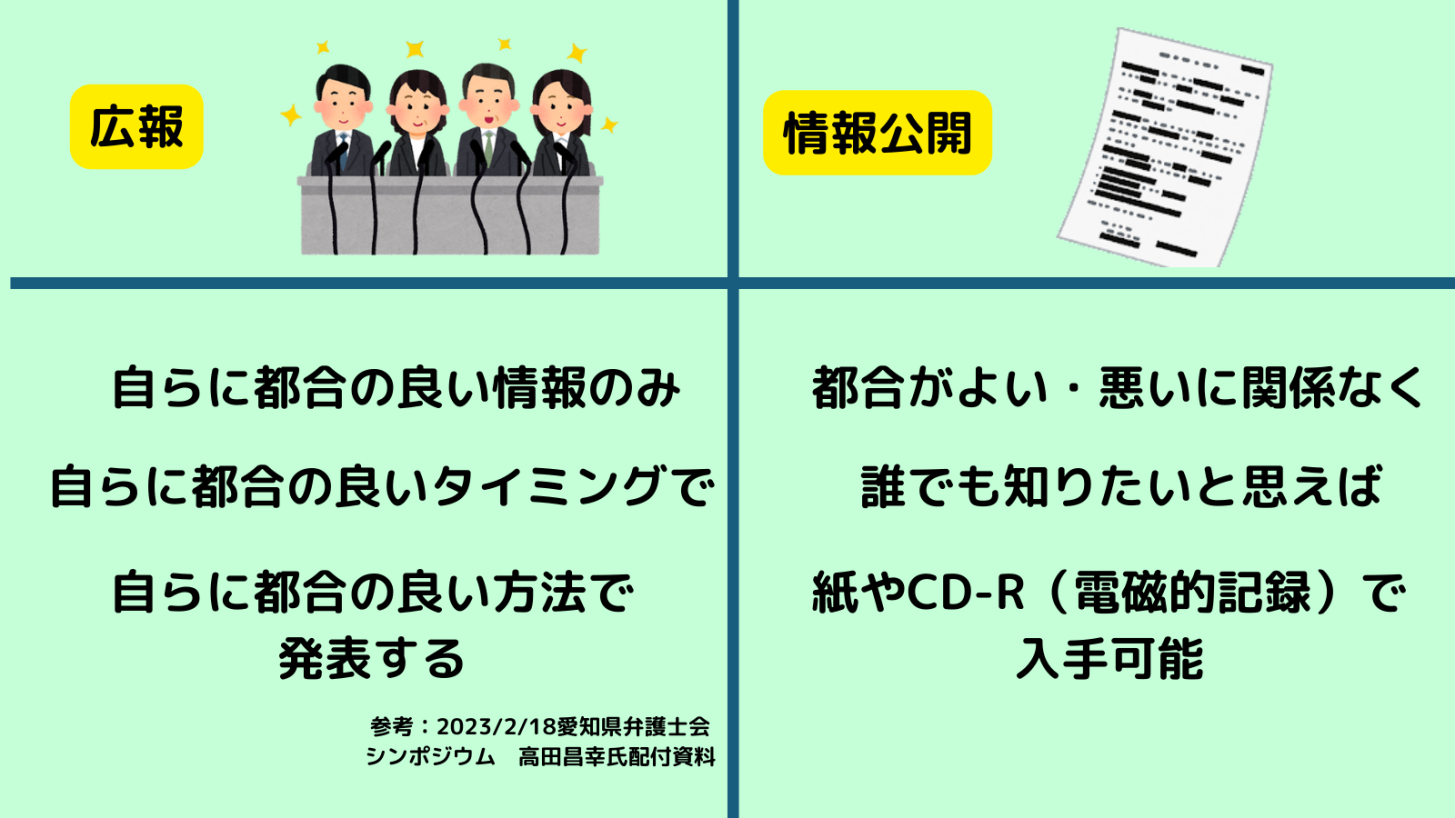 広報
自らに都合の良い情報のみ
自らに都合の良いタイミングで
自らに都合の良い方法で
発表する
参考：2023/2/18愛知県弁護士会
シンポジウム　高田昌幸氏配付資料
情報公開
都合がよい・悪いに関係なく
誰でも知りたいと思えば
紙やCD-R（電磁的記録）で
入手可能